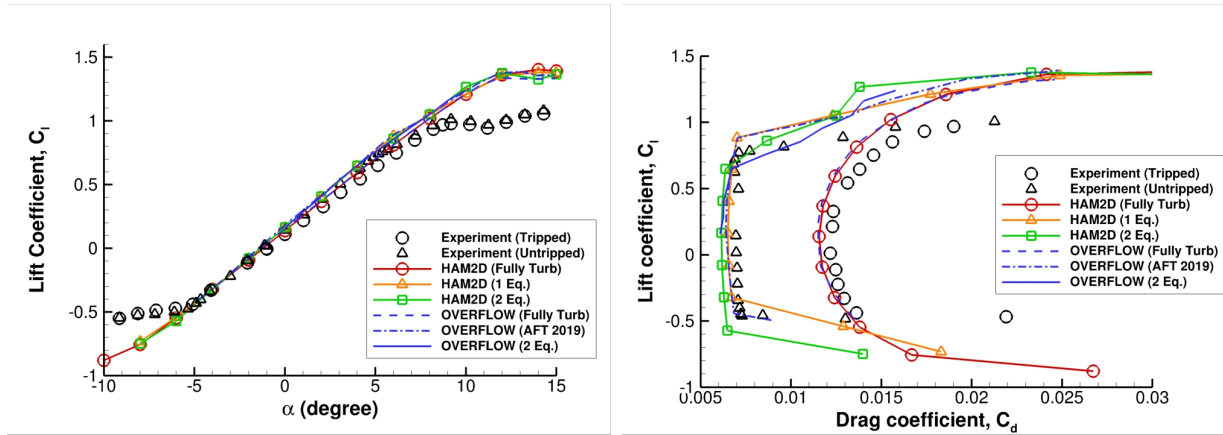 1.5
1
0.5
0
-0.5
-1
Lift Coefficient, Cl
-10
-5
0
5
10
15
α (degree)
Experiment (Tripped)
Experiment (Untripped)
HAM2D (Fully Turb)
HAM2D (1 Eq.)
HAM2D (2 Eq.)
OVERFLOW (Fully Turb)
OVERFLOW (AFT 2019)
OVERFLOW (2 Eq.)
1.5
1
0.5
0
-0.5
-1
Lift coefficient, Cl
0.005
0.01
0.015
0.02
0.025
0.03
Drag coefficient, Cd
Experiment (Tripped)
Experiment (Untripped)
HAM2D (Fully Turb)
HAM2D (1 Eq.)
HAM2D (2 Eq.)
OVERFLOW (Fully Turb)
OVERFLOW (AFT 2019)
OVERFLOW (2 Eq.)